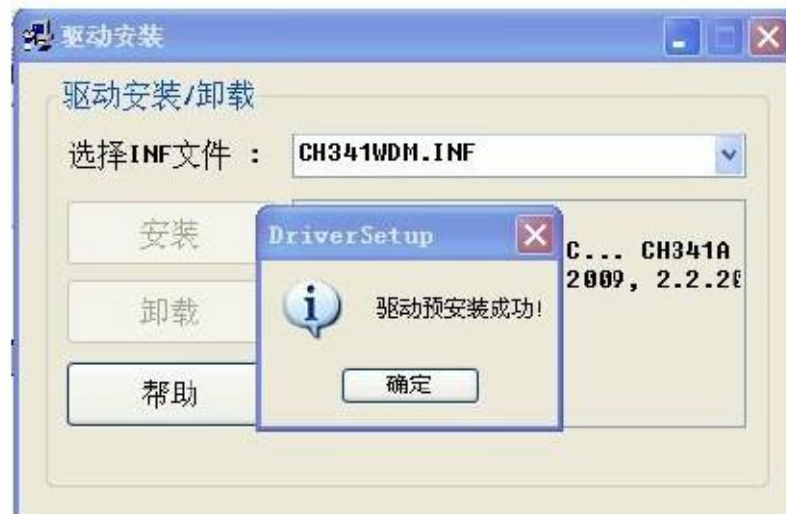 驱动安装
驱动安装/卸载
选择INF文件 :
CH341WDM.INF
安装
卸载
帮助
C... CH341A
2009, 2.2.20
DriverSetup
驱动预安装成功!
确定